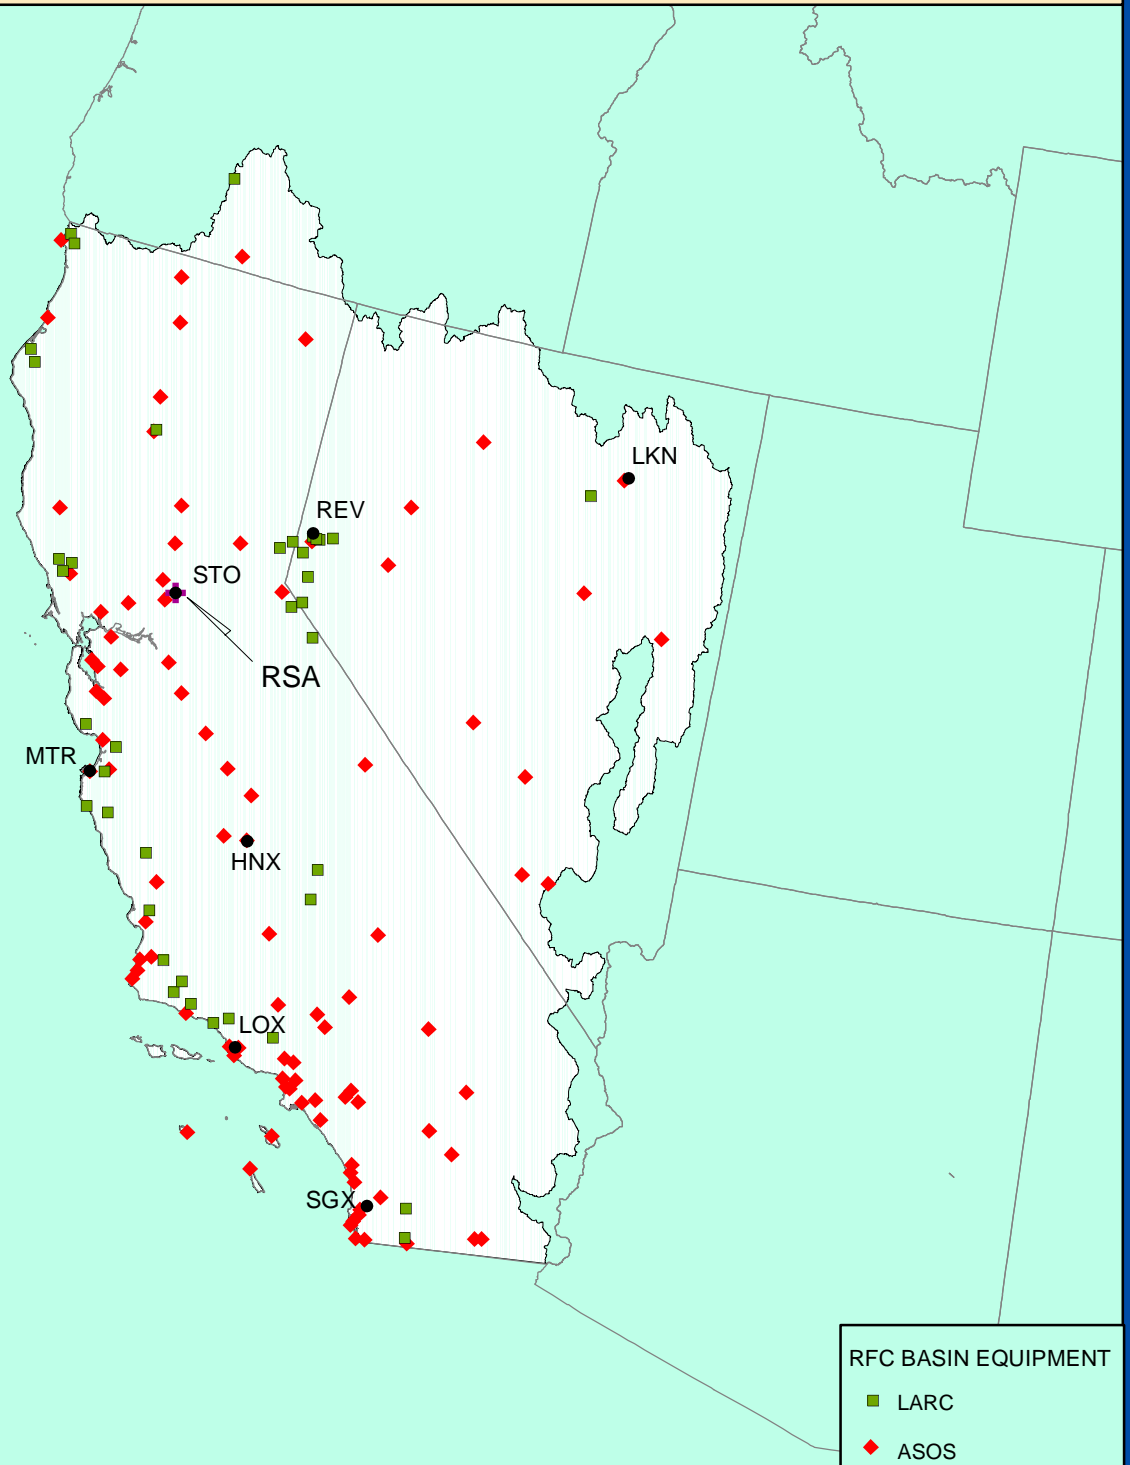 LKN
REV
STO
RSA
MTR
HNX
LOX
SGX
RFC BASIN EQUIPMENT
LARC
ASOS